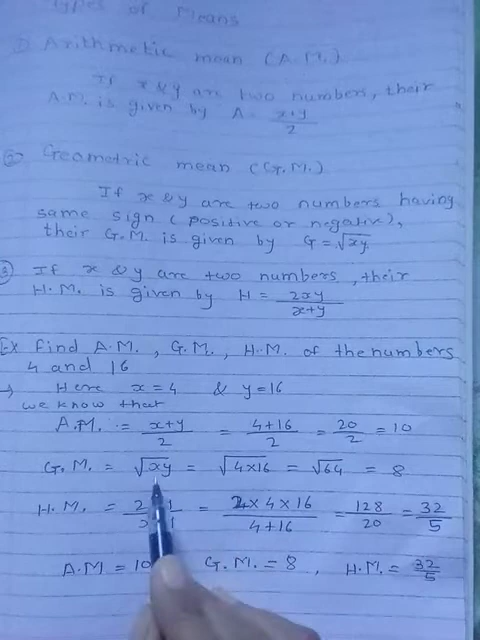 Types of Means
1) Arithmetic mean (A.M.)
If x & y are two numbers, their
A.M. is given by A = x+y/2
② Geometric mean (G.M.)
If x & y are two numbers having
same sign (positive or negative),
their G.M. is given by G = √xy
③ If x & y are two numbers, their
H.M. is given by H = 2xy/x+y
Ex find A.M., G.M., H.M. of the numbers
4 and 16
→ Here x = 4 & y = 16
we know that
A.M. = x+y/2 = 4+16/2 = 20/2 = 10
G.M. = √xy = √4×16 = √64 = 8
H.M. = = 2×4×16/4+16 = 128/20 = 32/5
A.M = 10 G.M. = 8 , H.M. = 32/5